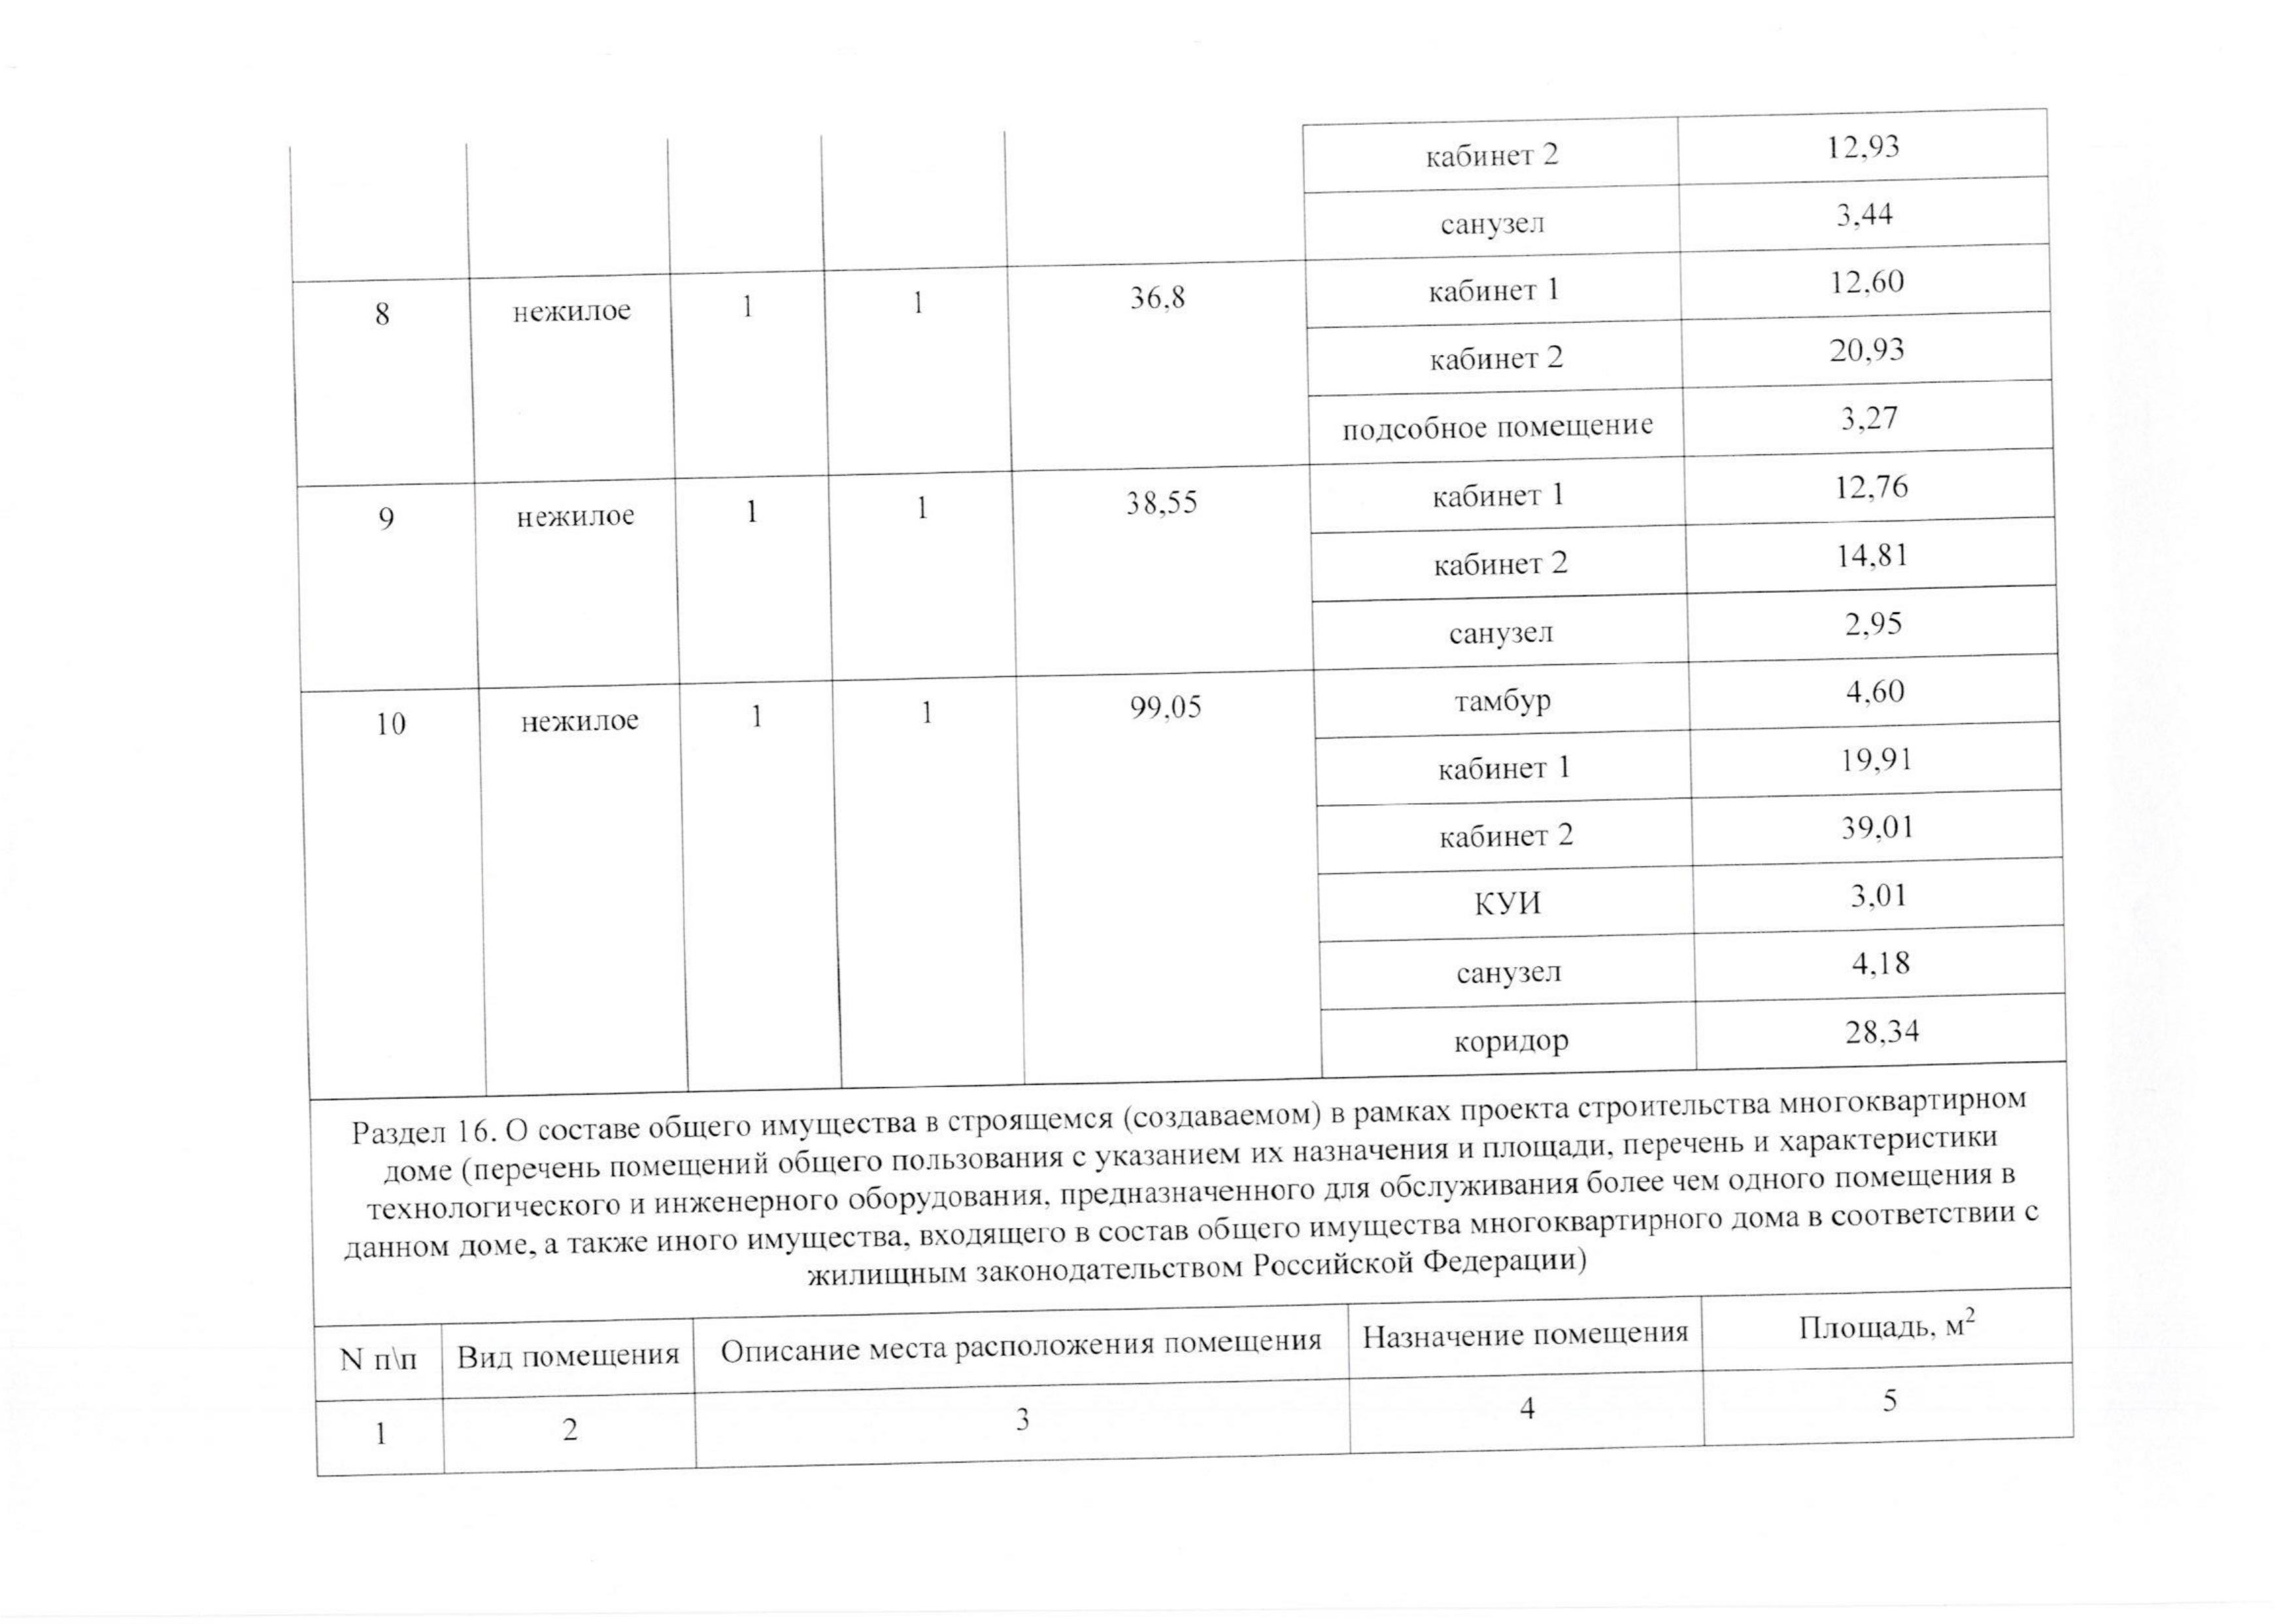 кабинет 2 12,93
санузел 3,44
8 нежилое 1 1 36,8 кабинет 1 12,60
кабинет 2 20,93
подсобное помещение 3,27
9 нежилое 1 1 38,55 кабинет 1 12,76
кабинет 2 14,81
санузел 2,95
10 нежилое 1 1 99,05 тамбур 4,60
кабинет 1 19,91
кабинет 2 39,01
КУИ 3,01
санузел 4,18
коридор 28,34
Раздел 16. О составе общего имущества в строящемся (создаваемом) в рамках проекта строительства многоквартирном
доме (перечень помещений общего пользования с указанием их назначения и площади, перечень и характеристики
технологического и инженерного оборудования, предназначенного для обслуживания более чем одного помещения в
данном доме, а также иного имущества, входящего в состав общего имущества многоквартирного дома в соответствии с
жилищным законодательством Российской Федерации)
N п\п Вид помещения Описание места расположения помещения Назначение помещения Площадь, м²
1 2 3 4 5